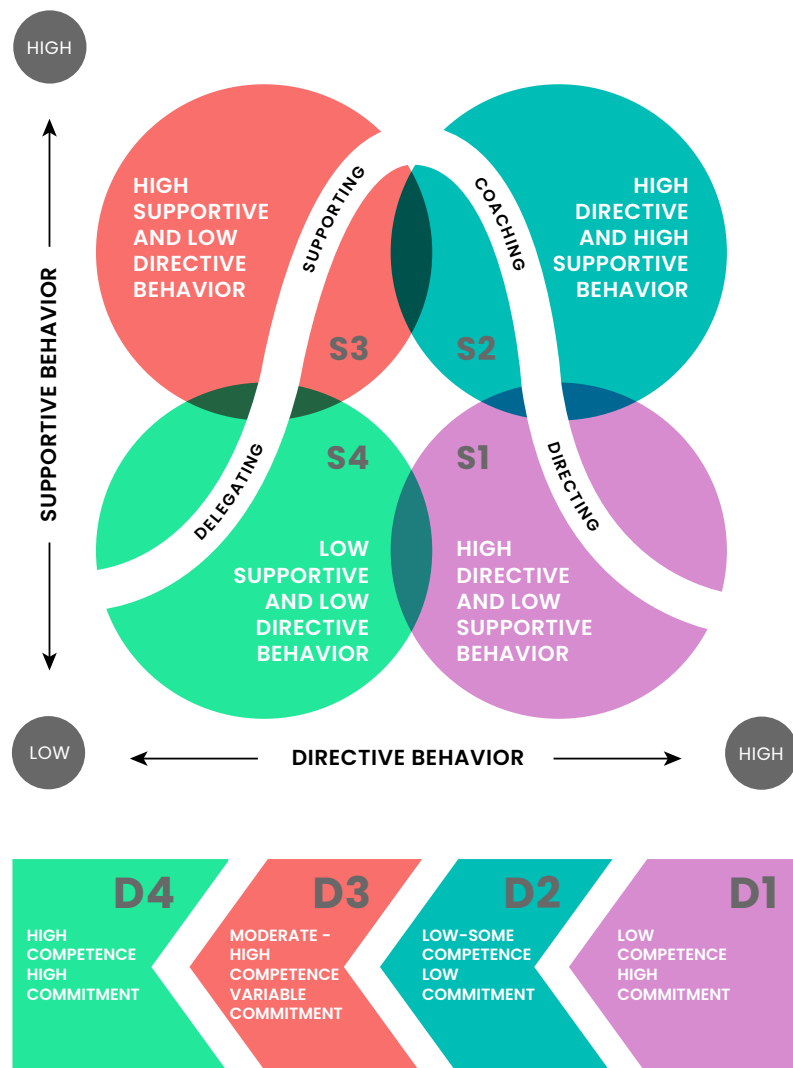 HIGH
SUPPORTIVE BEHAVIOR
LOW
HIGH
SUPPORTIVE
AND LOW
DIRECTIVE
BEHAVIOR
SUPPORTING
S3
COACHING
HIGH
DIRECTIVE
AND HIGH
SUPPORTIVE
BEHAVIOR
S2
DELEGATING
S4
LOW
SUPPORTIVE
AND LOW
DIRECTIVE
BEHAVIOR
S1
DIRECTING
HIGH
DIRECTIVE
AND LOW
SUPPORTIVE
BEHAVIOR
DIRECTIVE BEHAVIOR
HIGH
D4
HIGH
COMPETENCE
HIGH
COMMITMENT
D3
MODERATE -
HIGH
COMPETENCE
VARIABLE
COMMITMENT
D2
LOW-SOME
COMPETENCE
LOW
COMMITMENT
D1
LOW
COMPETENCE
HIGH
COMMITMENT